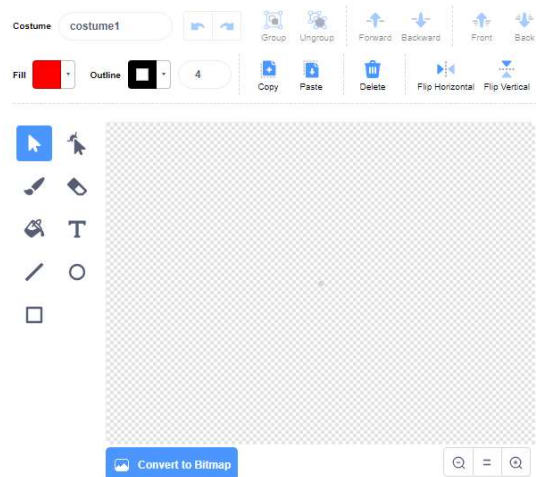 Costume costume1
Group Ungroup Forward Backward Front Back
Fill Outline 4
Copy Paste Delete Flip Horizontal Flip Vertical
T
Convert to Bitmap
=